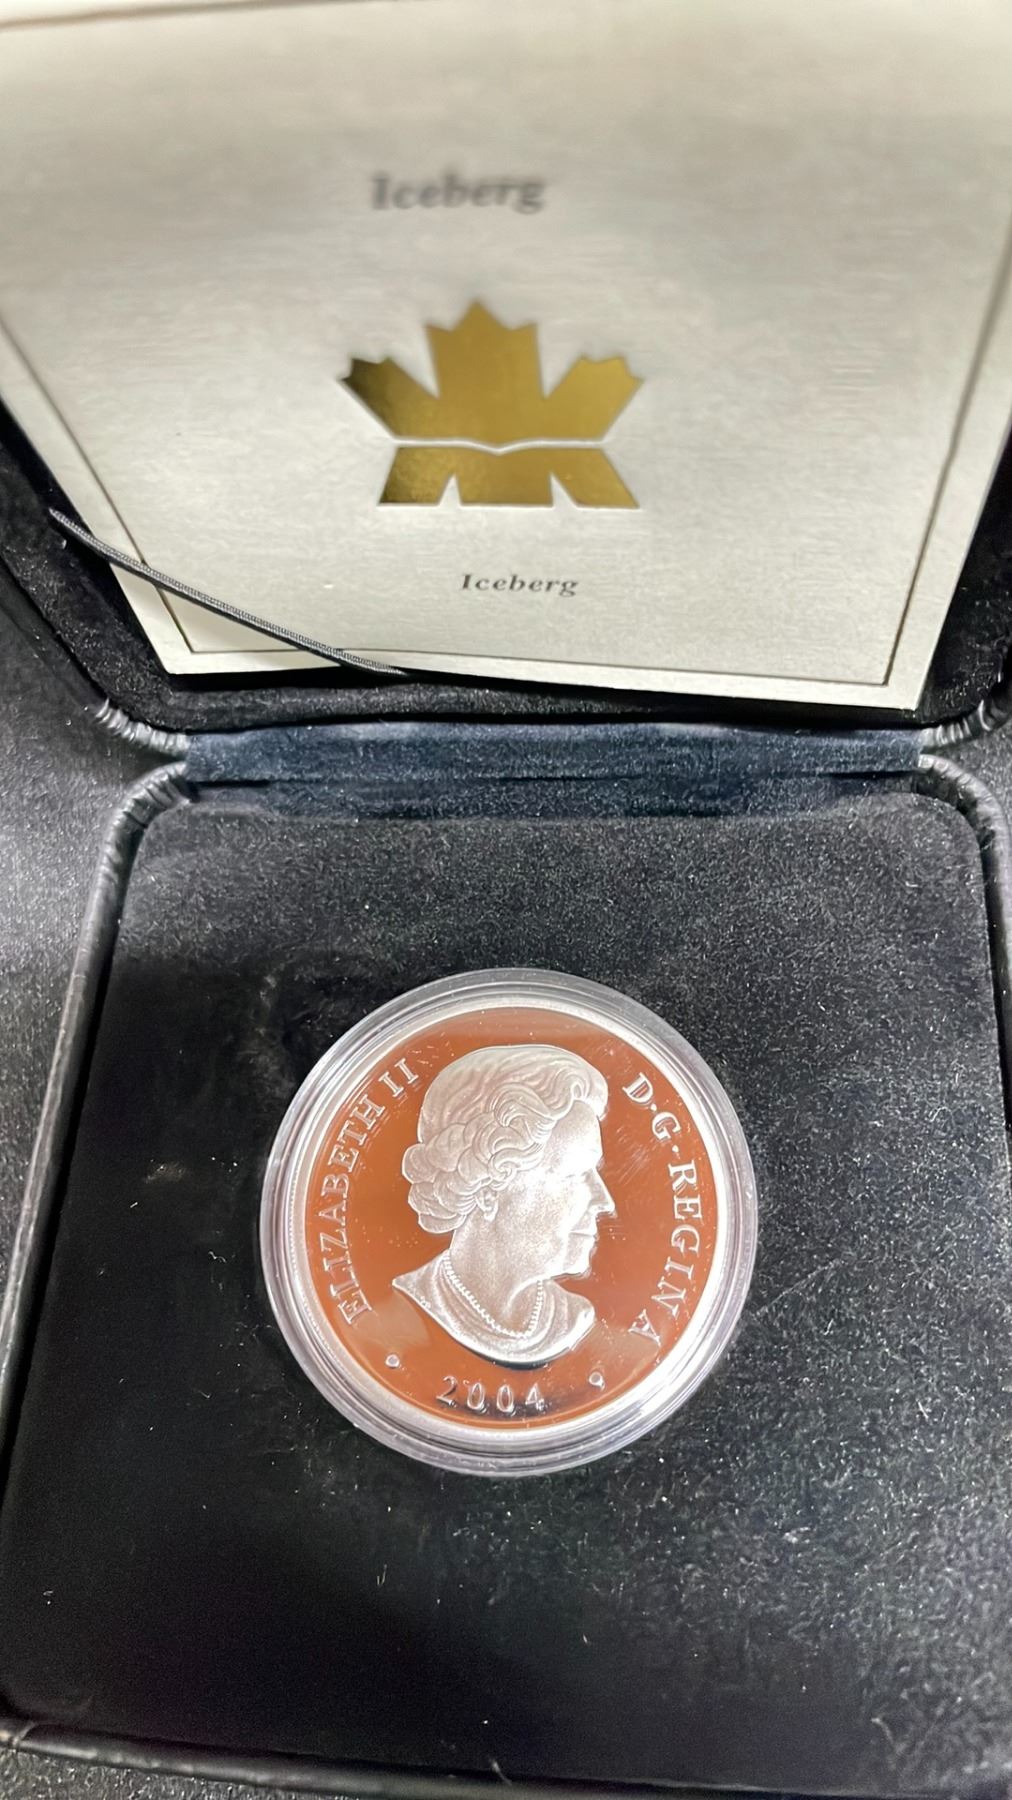 Iceberg
Iceberg
ELIZABETH II
D·G·REGINA
2004